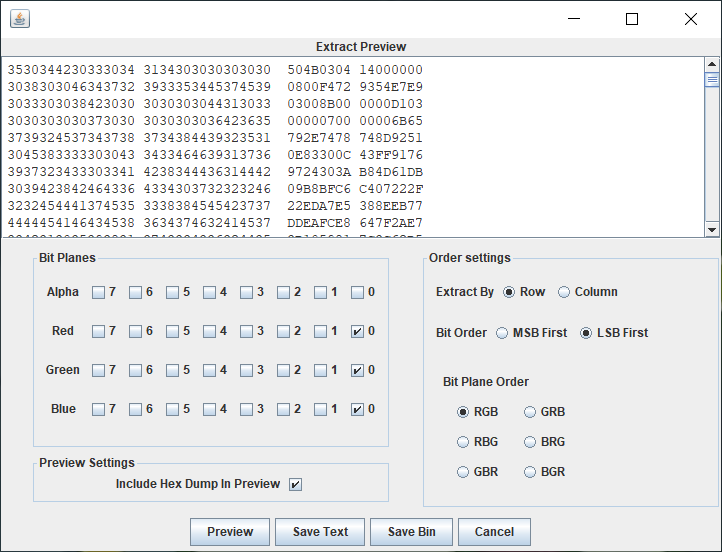 Extract Preview
3530344230333034 3134303030303030 504B0304 14000000
3038303046343732 3933353445374539 0800F472 9354E7E9
3033303038423030 3030303044313033 03008B00 0000D103
3030303030373030 3030303036423635 00000700 00006B65
3739324537343738 3734384439323531 792E7478 748D9251
3045383333303043 3433464639313736 0E83300C 43FF9176
3937323433303341 4238344436314442 9724303A B84D61DB
3039423842464336 4334303732323246 09B8BFC6 C407222F
3232454441374535 3338384545423737 22EDA7E5 388EEB77
4444454146434538 3634374632414537 DDEAFCE8 647F2AE7
Bit Planes
Alpha 7 6 5 4 3 2 1 0
Red 7 6 5 4 3 2 1 0
Green 7 6 5 4 3 2 1 0
Blue 7 6 5 4 3 2 1 0
Preview Settings
Include Hex Dump In Preview
Order settings
Extract By Row Column
Bit Order MSB First LSB First
Bit Plane Order
RGB GRB
RBG BRG
GBR BGR
Preview Save Text Save Bin Cancel